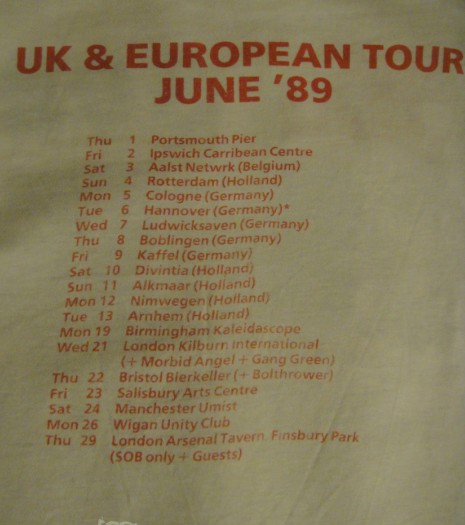 UK & EUROPEAN TOUR
JUNE '89
Thu 1 Portsmouth Pier
Fri 2 Ipswich Carribean Centre
Sat 3 Aalst Netwrk (Belgium)
Sun 4 Rotterdam (Holland)
Mon 5 Cologne (Germany)
Tue 6 Hannover (Germany)*
Wed 7 Ludwicksaven (Germany)
Thu 8 Boblingen (Germany)
Fri 9 Kaffel (Germany)
Sat 10 Divintia (Holland)
Sun 11 Alkmaar (Holland)
Mon 12 Nimwegen (Holland)
Tue 13 Arnhem (Holland)
Mon 19 Birmingham Kaleidascope
Wed 21 London Kilburn International
(+ Morbid Angel + Gang Green)
Thu 22 Bristol Bierkeller (+ Bolthrower)
Fri 23 Salisbury Arts Centre
Sat 24 Manchester Umist
Mon 26 Wigan Unity Club
Thu 29 London Arsenal Tavern Finsbury Park
(SOB only + Guests)